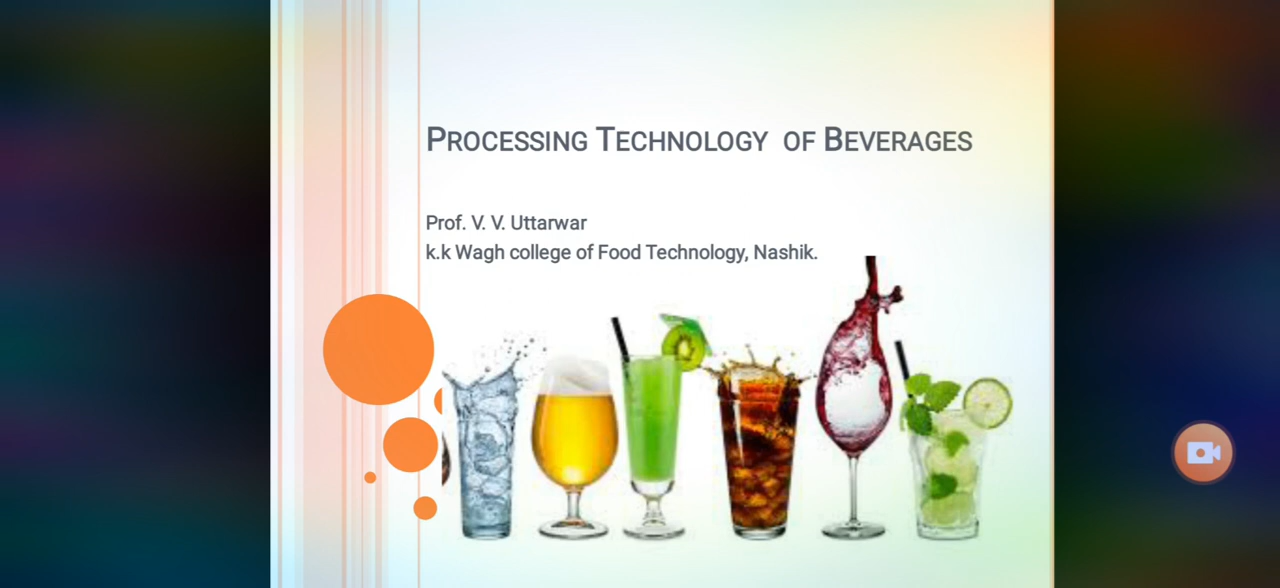 PROCESSING TECHNOLOGY OF BEVERAGES
Prof. V. V. Uttarwar
k.k Wagh college of Food Technology, Nashik.